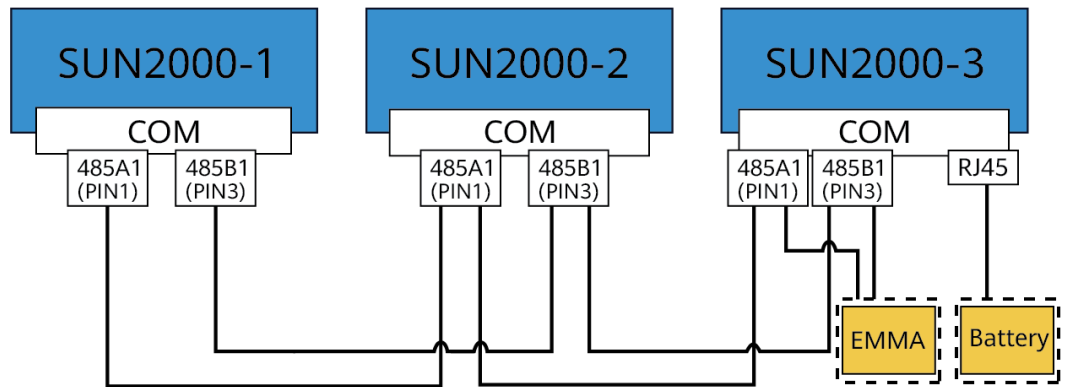 SUN2000-1
SUN2000-2
SUN2000-3
COM
COM
COM
485A1
(PIN1)
485B1
(PIN3)
485A1
(PIN1)
485B1
(PIN3)
485A1
(PIN1)
485B1
(PIN3)
RJ45
EMMA
Battery